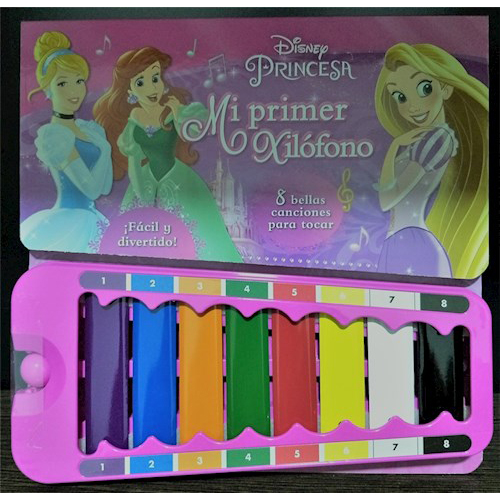 Disney
PRINCESA
Mi primer
Xilófono
8 bellas
canciones
para tocar
¡Fácil y
divertido!
1 2 3 4 5 6 7 8
1 2 3 4 5 6 7 8